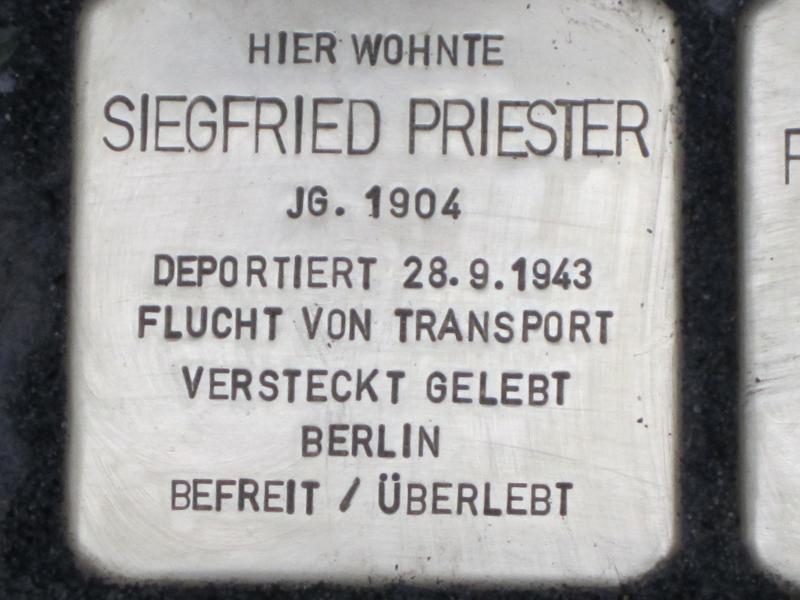 HIER WOHNTE
SIEGFRIED PRIESTER
JG. 1904
DEPORTIERT 28.9.1943
FLUCHT VON TRANSPORT
VERSTECKT GELEBT
BERLIN
BEFREIT / ÜBERLEBT